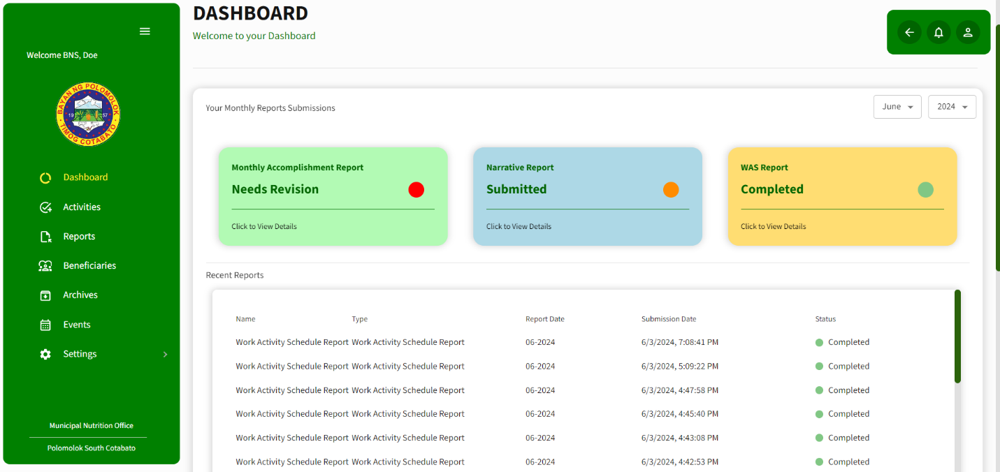 DASHBOARD
Welcome to your Dashboard
Welcome BNS, Doe
BAYAN NG POLOMOLOK
19 57
TIMOG COTABATO
Dashboard
Activities
Reports
Beneficiaries
Archives
Events
Settings
Municipal Nutrition Office
Polomolok South Cotabato
Your Monthly Reports Submissions
June 2024
Monthly Accomplishment Report
Needs Revision
Click to View Details
Narrative Report
Submitted
Click to View Details
WAS Report
Completed
Click to View Details
Recent Reports
Name Type Report Date Submission Date Status
Work Activity Schedule Report Work Activity Schedule Report 06-2024 6/3/2024, 7:08:41 PM Completed
Work Activity Schedule Report Work Activity Schedule Report 06-2024 6/3/2024, 5:09:22 PM Completed
Work Activity Schedule Report Work Activity Schedule Report 06-2024 6/3/2024, 4:47:58 PM Completed
Work Activity Schedule Report Work Activity Schedule Report 06-2024 6/3/2024, 4:45:40 PM Completed
Work Activity Schedule Report Work Activity Schedule Report 06-2024 6/3/2024, 4:43:08 PM Completed
Work Activity Schedule Report Work Activity Schedule Report 06-2024 6/3/2024, 4:42:53 PM Completed